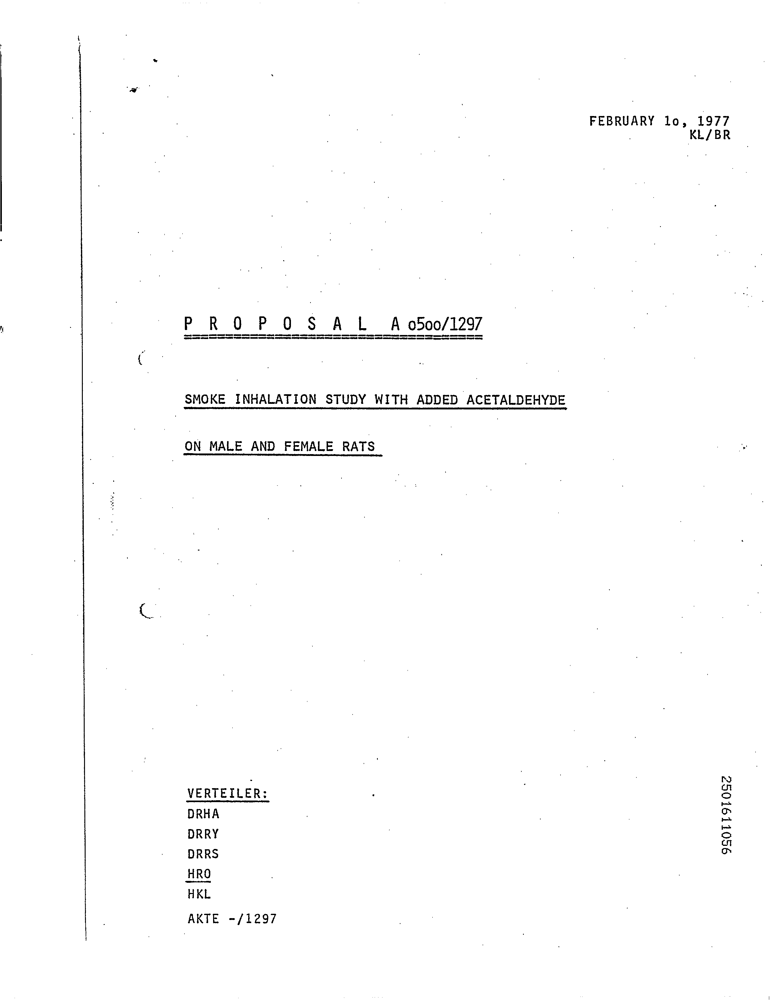 FEBRUARY 1o, 1977
KL/BR
P R O P O S A L A o5oo/1297
SMOKE INHALATION STUDY WITH ADDED ACETALDEHYDE
ON MALE AND FEMALE RATS
VERTEILER:
DRHA
DRRY
DRRS
HRO
HKL
AKTE -/1297
2501611056